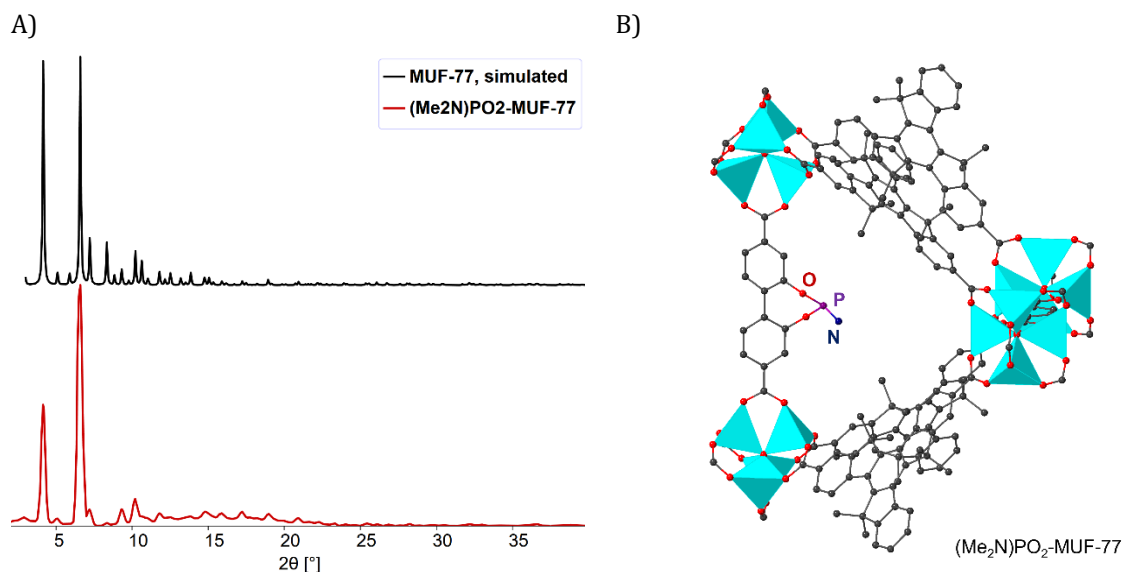 A)
B)
MUF-77, simulated
(Me2N)PO2-MUF-77
O
P
N
5
10
15
20
25
30
35
2θ [°]
(Me₂N)PO₂-MUF-77